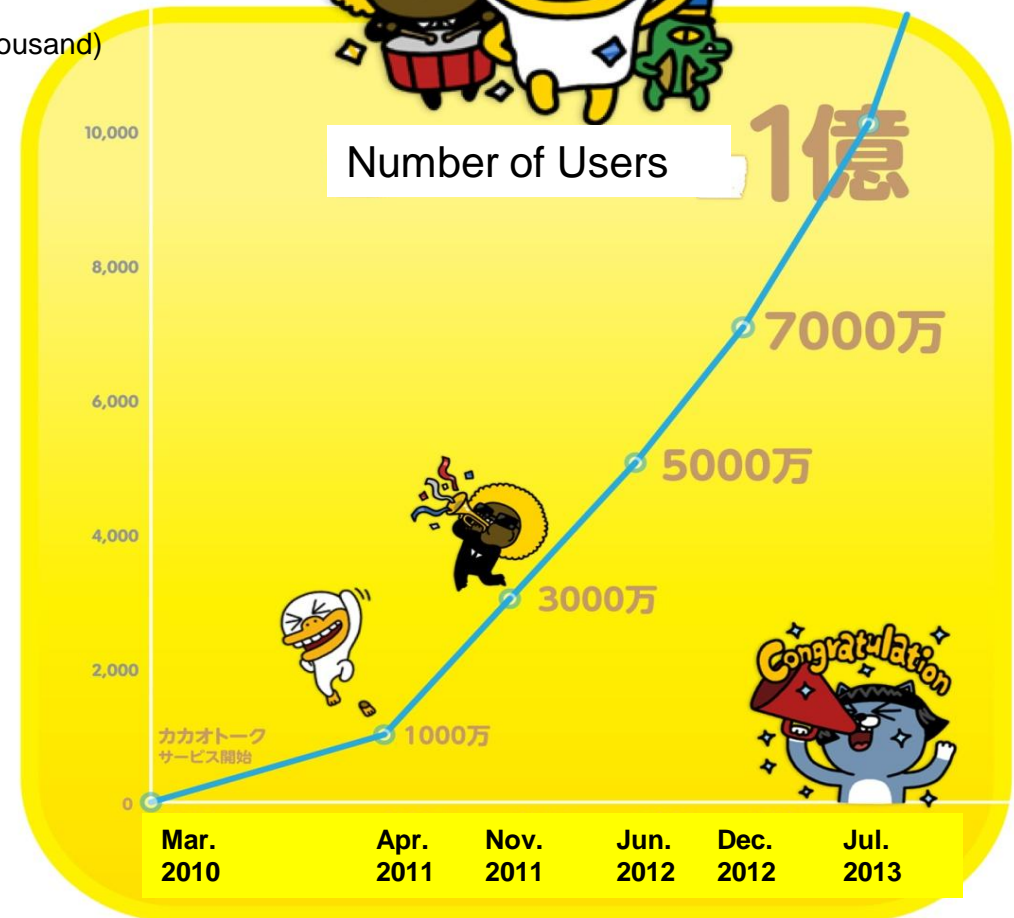 ousand)
10,000
Number of Users
1億
8,000
7000万
6,000
5000万
4,000
3000万
Congratulation
2,000
カカオトーク
サービス開始
1000万
0
Mar. Apr. Nov. Jun. Dec. Jul.
2010 2011 2011 2012 2012 2013